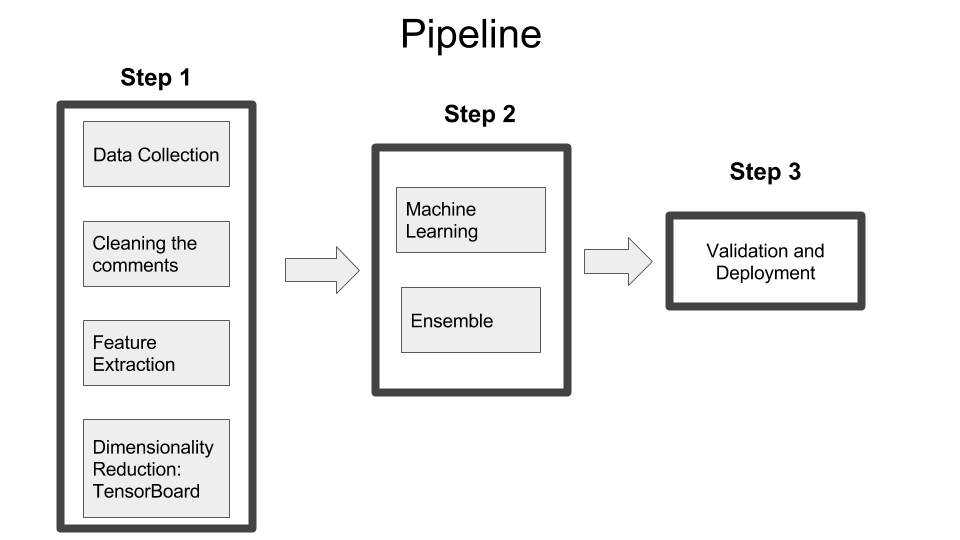 Pipeline
Step 1
Data Collection
Cleaning the
comments
Feature
Extraction
Dimensionality
Reduction:
TensorBoard
Step 2
Machine
Learning
Ensemble
Step 3
Validation and
Deployment